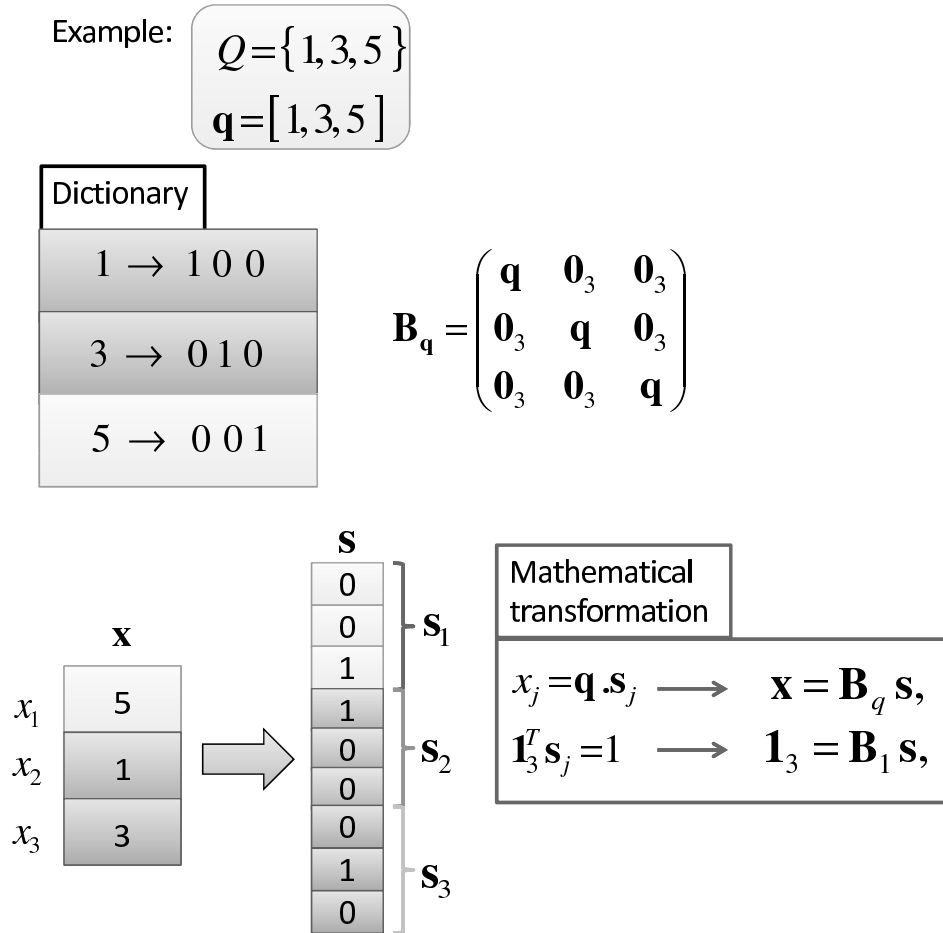 Example:
Q={1,3,5}
q=[1,3,5]
Dictionary
1 → 1 0 0
3 → 0 1 0
5 → 0 0 1
B_q = ( q 0_3 0_3
0_3 q 0_3
0_3 0_3 q )
x
x_1 5
x_2 1
x_3 3
s
0
0
1
s_1
1
0
0
s_2
0
1
0
s_3
Mathematical
transformation
x_j=q.s_j → x = B_q s,
1_3^T s_j=1 → 1_3 = B_1 s,